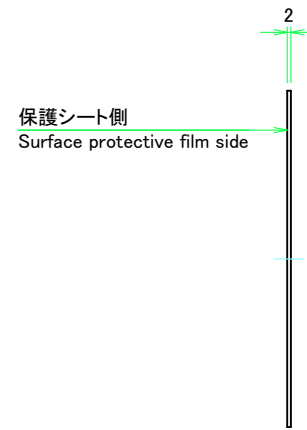 2
保護シート側
Surface protective film side